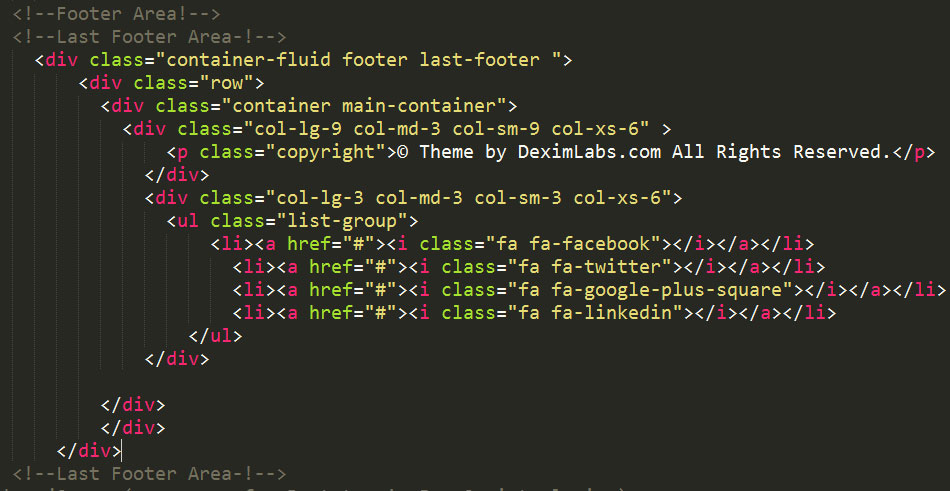 <!--Footer Area!-->
<!--Last Footer Area-!-->
<div class="container-fluid footer last-footer ">
<div class="row">
<div class="container main-container">
<div class="col-lg-9 col-md-3 col-sm-9 col-xs-6" >
<p class="copyright">© Theme by DeximLabs.com All Rights Reserved.</p>
</div>
<div class="col-lg-3 col-md-3 col-sm-3 col-xs-6">
<ul class="list-group">
<li><a href="#"><i class="fa fa-facebook"></i></a></li>
<li><a href="#"><i class="fa fa-twitter"></i></a></li>
<li><a href="#"><i class="fa fa-google-plus-square"></i></a></li>
<li><a href="#"><i class="fa fa-linkedin"></i></a></li>
</ul>
</div>
</div>
</div>
</div>
<!--Last Footer Area-!-->